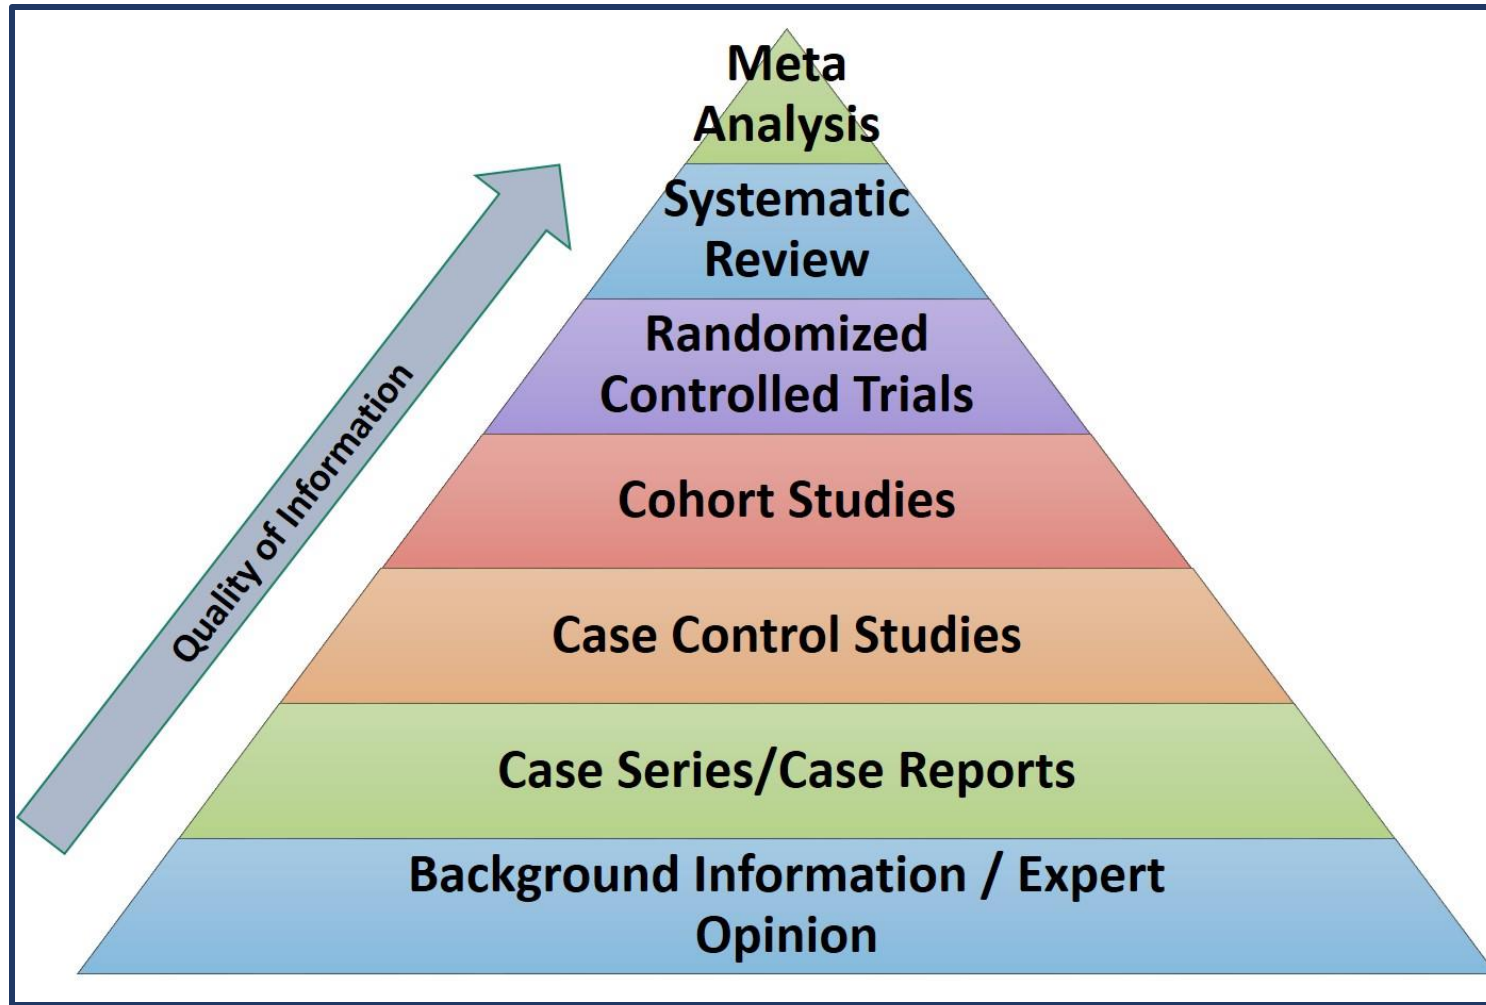 Meta
Analysis
Systematic
Review
Randomized
Controlled Trials
Cohort Studies
Case Control Studies
Case Series/Case Reports
Background Information / Expert
Opinion
Quality of Information